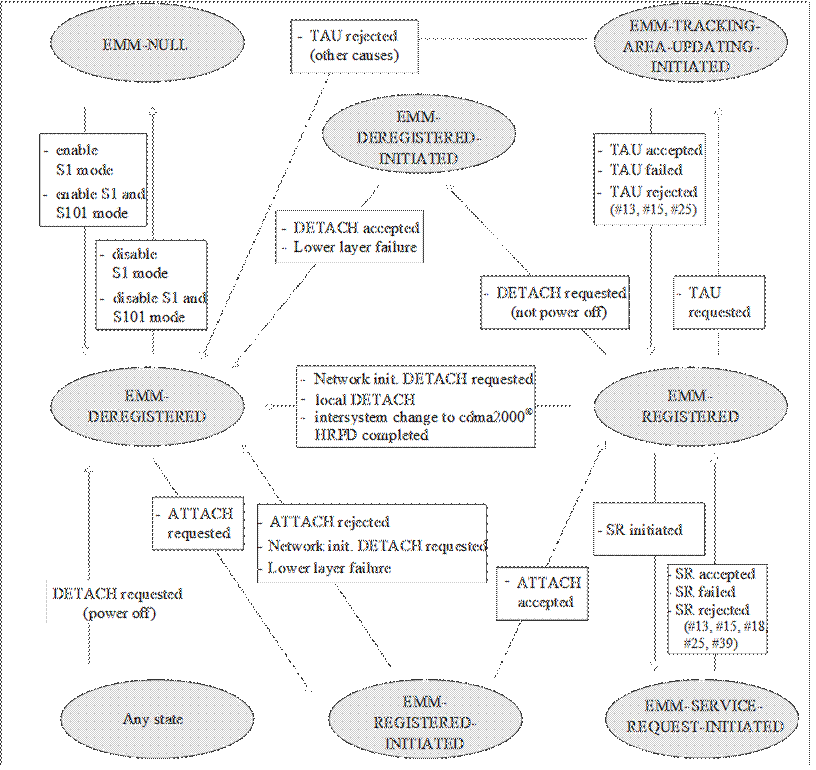 EMM-NULL
- TAU rejected
(other causes)
EMM-TRACKING-
AREA-UPDATING-
INITIATED
EMM-
DEREGISTERED-
INITIATED
- enable
S1 mode
- enable S1 and
S101 mode
- TAU accepted
- TAU failed
- TAU rejected
(#13, #15, #25)
- DETACH accepted
- Lower layer failure
- disable
S1 mode
- disable S1 and
S101 mode
- DETACH requested
(not power off)
- TAU
requested
EMM-
DEREGISTERED
- Network init. DETACH requested
- local DETACH
- intersystem change to cdma2000®
HRPD completed
EMM-
REGISTERED
- ATTACH
requested
- ATTACH rejected
- Network init. DETACH requested
- Lower layer failure
- SR initiated
DETACH requested
(power off)
- ATTACH
accepted
- SR accepted
- SR failed
- SR rejected
(#13, #15, #18,
#25, #39)
Any state
EMM-
REGISTERED-
INITIATED
EMM-SERVICE-
REQUEST-INITIATED